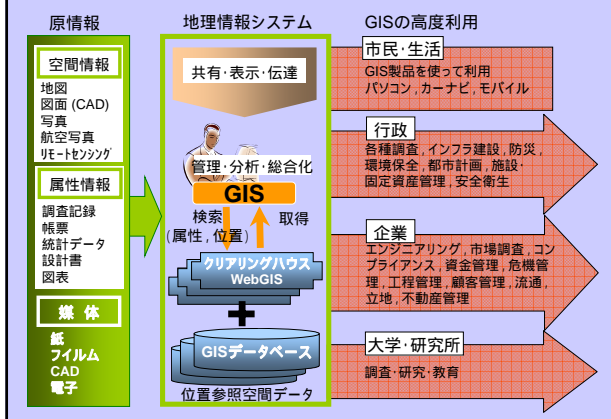 原情報
空間情報
地図
図面 (CAD)
写真
航空写真
リモートセンシング
属性情報
調査記録
帳票
統計データ
設計書
図表
媒 体
紙
フイルム
CAD
電子
地理情報システム
共有・表示・伝達
管理・分析・総合化
GIS
検索
取得
(属性,位置)
クリアリングハウス
WebGIS
+
GISデータベース
位置参照空間データ
GISの高度利用
市民・生活
GIS製品を使って利用
パソコン,カーナビ,モバイル
行政
各種調査,インフラ建設,防災,
環境保全,都市計画,施設・
固定資産管理,安全衛生
企業
エンジニアリング,市場調査,コン
プライアンス,資金管理,危機管
理,工程管理,顧客管理,流通,
立地,不動産管理
大学・研究所
調査・研究・教育